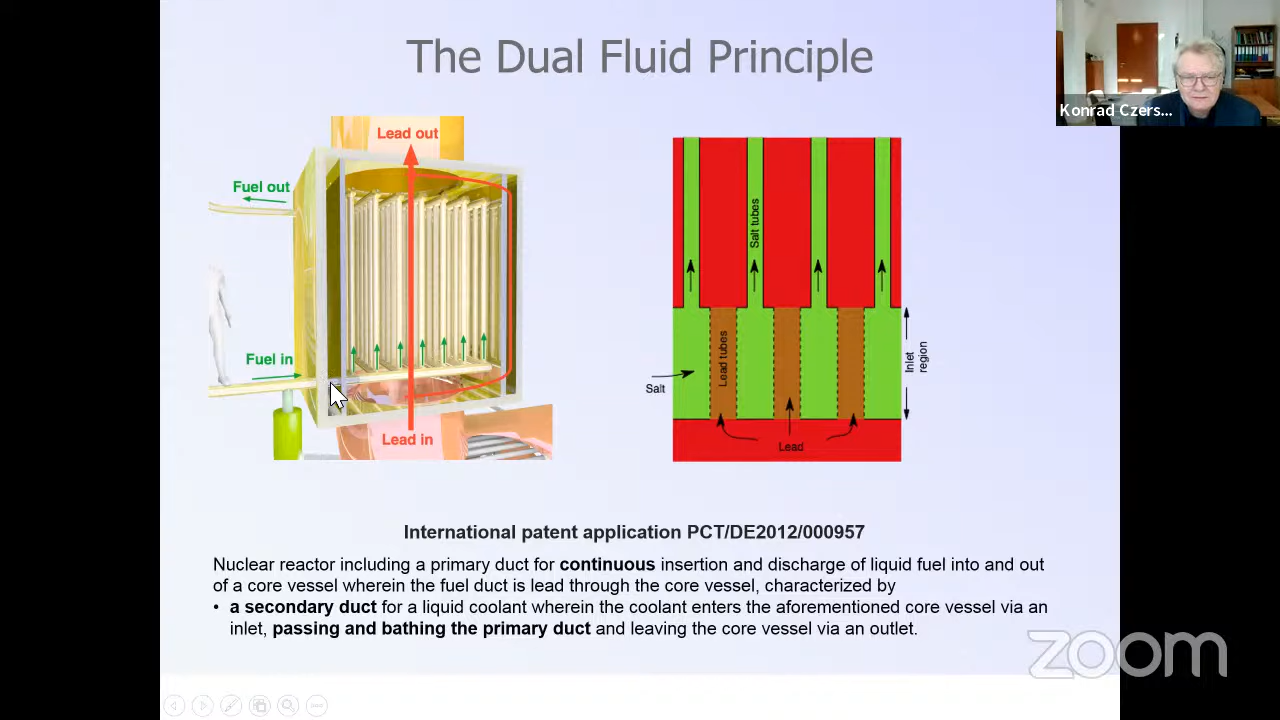 The Dual Fluid Principle
Konrad Czers...
Lead out
Fuel out
Fuel in
Lead in
Salt tubes
Lead tubes
Inlet
region
Salt
Lead
International patent application PCT/DE2012/000957
Nuclear reactor including a primary duct for continuous insertion and discharge of liquid fuel into and out
of a core vessel wherein the fuel duct is lead through the core vessel, characterized by
• a secondary duct for a liquid coolant wherein the coolant enters the aforementioned core vessel via an
inlet, passing and bathing the primary duct and leaving the core vessel via an outlet.
zoom